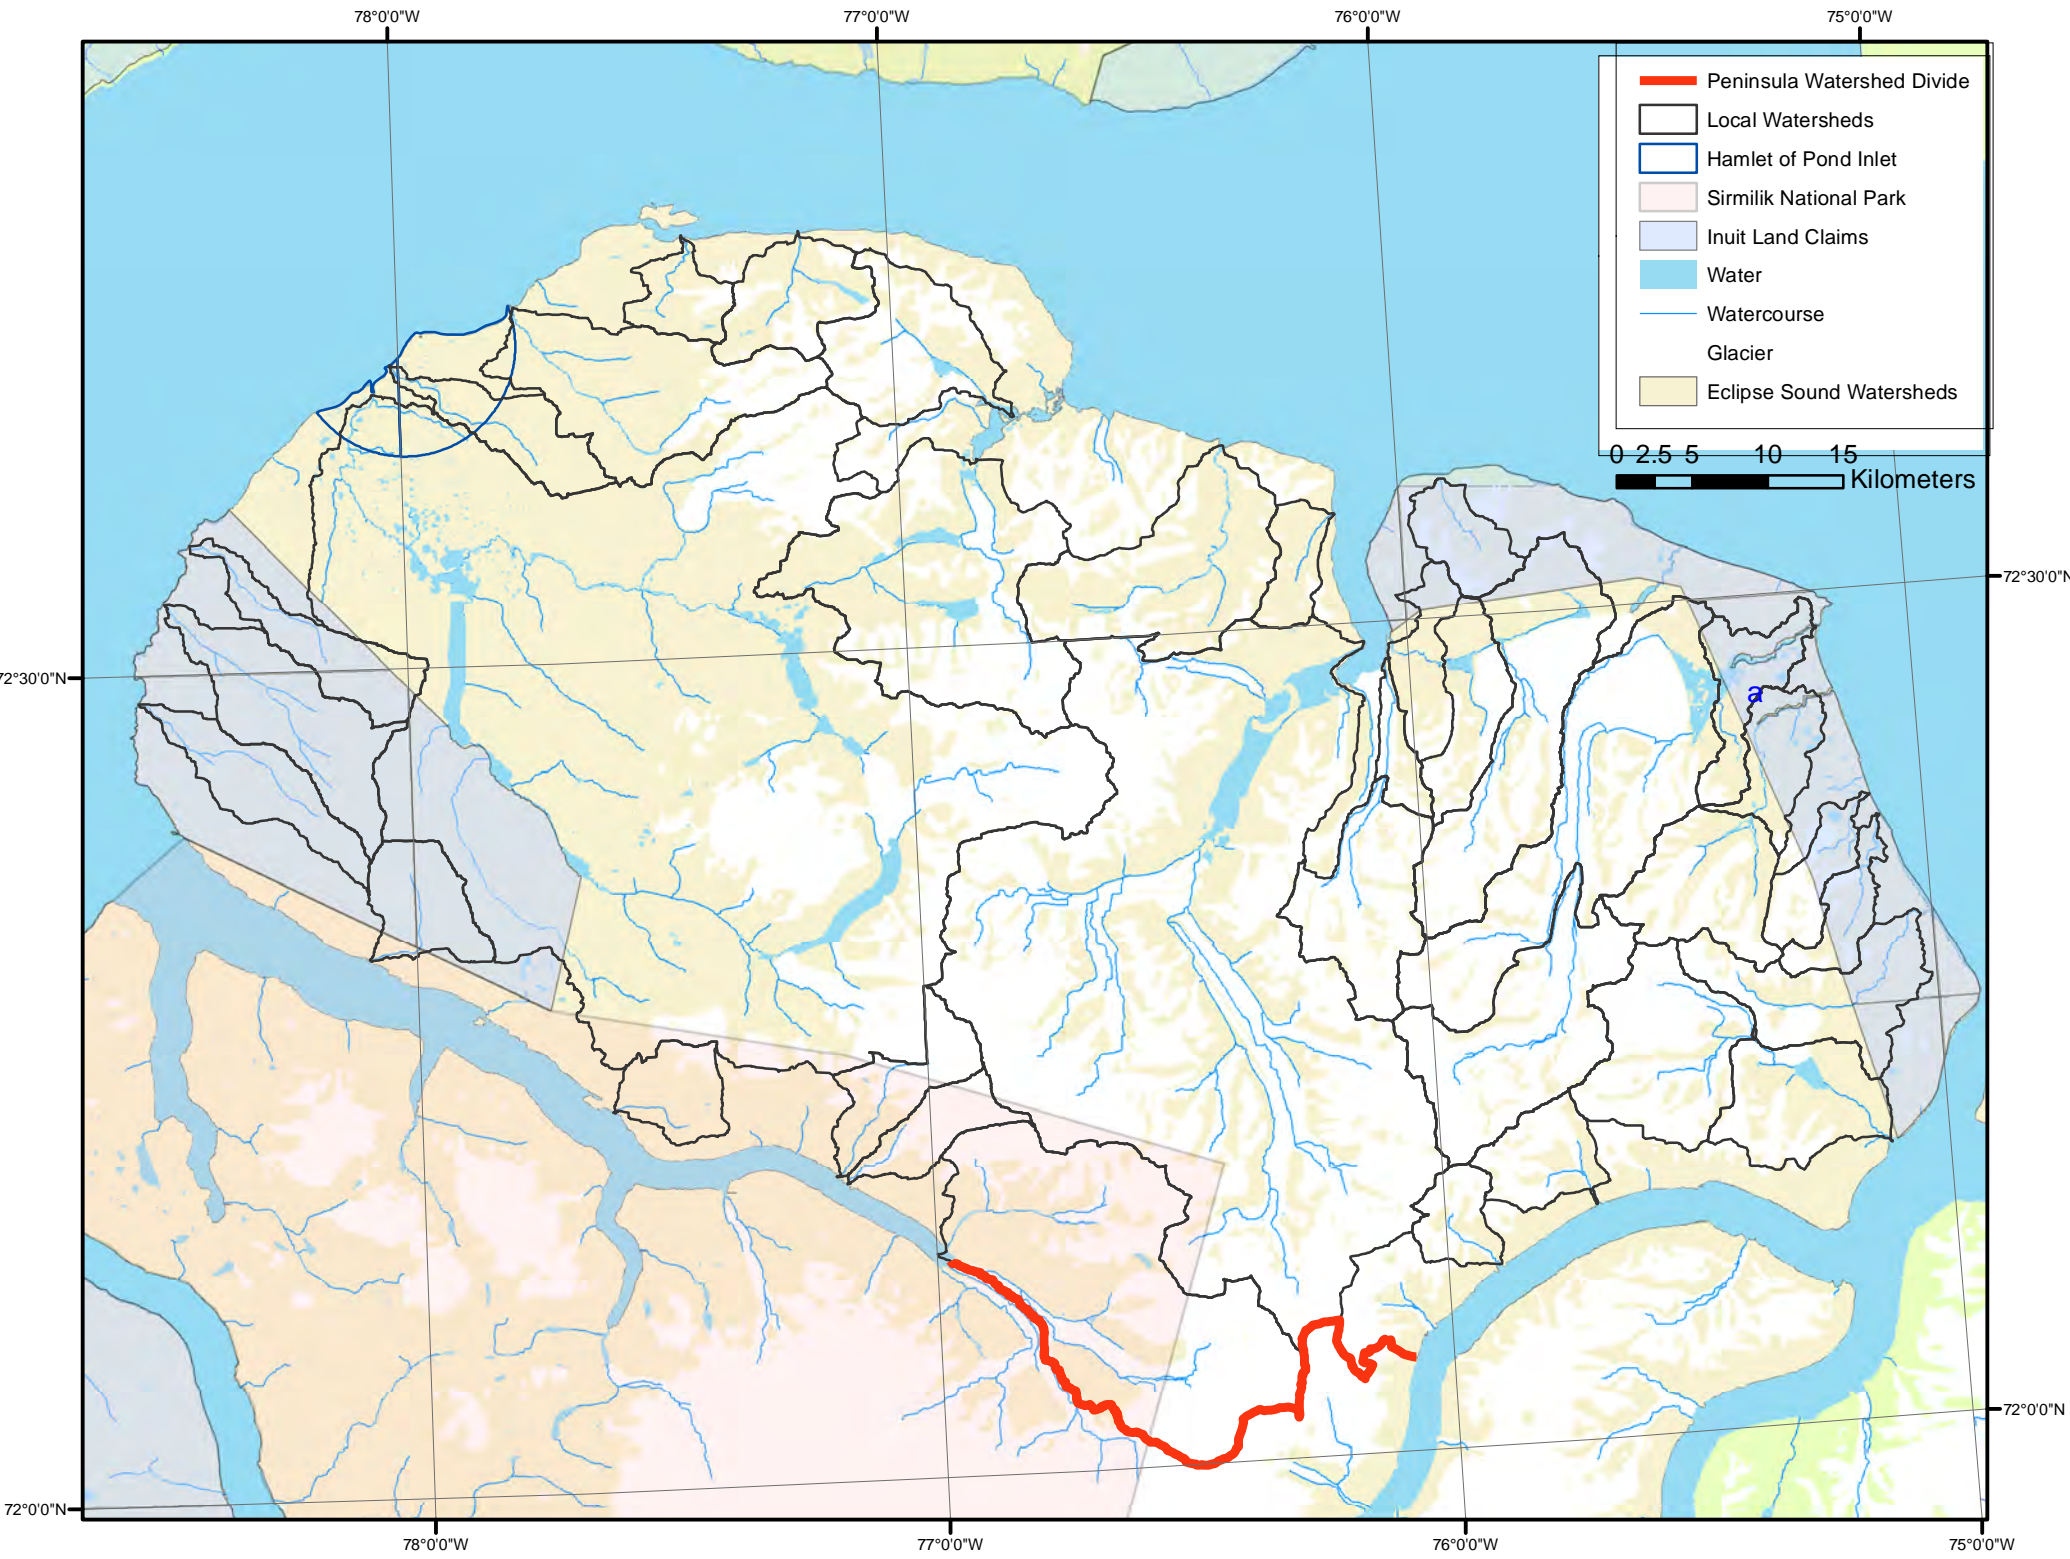 78°0'0"W 77°0'0"W 76°0'0"W 75°0'0"W
Peninsula Watershed Divide
Local Watersheds
Hamlet of Pond Inlet
Sirmilik National Park
Inuit Land Claims
Water
Watercourse
Glacier
Eclipse Sound Watersheds
0 2.5 5 10 15
Kilometers
72°30'0"N
72°30'0"N
a
72°0'0"N
72°0'0"N
78°0'0"W 77°0'0"W 76°0'0"W 75°0'0"W